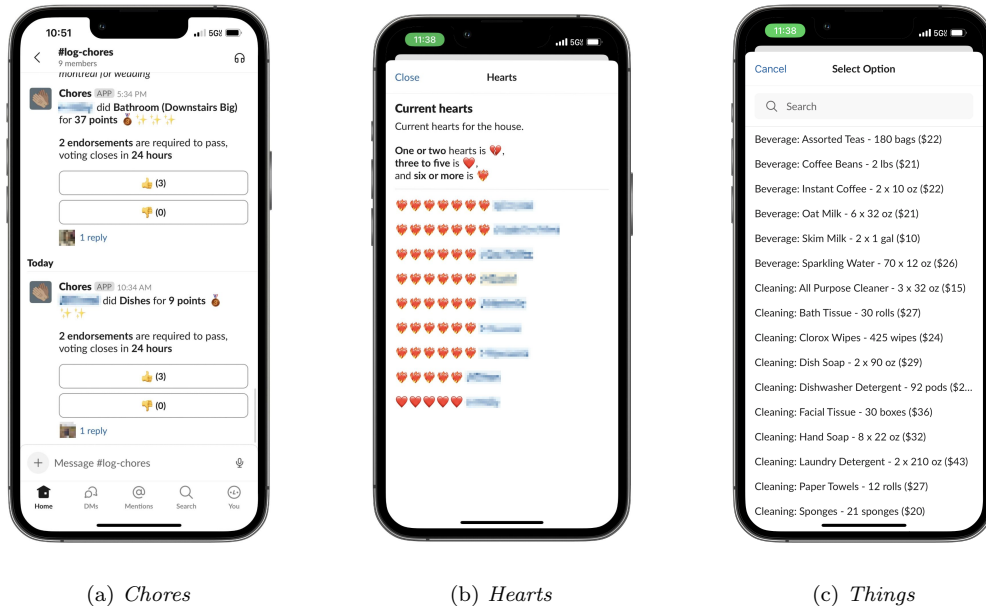 10:51
5G
#log-chores
9 members
montreal for wedding
Chores APP 5:34 PM
did Bathroom (Downstairs Big)
for 37 points
2 endorsements are required to pass,
voting closes in 24 hours
(3)
(0)
1 reply
Today
Chores APP 10:34 AM
did Dishes for 9 points
2 endorsements are required to pass,
voting closes in 24 hours
(3)
(0)
1 reply
Message #log-chores
Home DMs Mentions Search You
(a) Chores
11:38
5G
Close Hearts
Current hearts
Current hearts for the house.
One or two hearts is 💔,
three to five is ❤️,
and six or more is ❤️‍🔥
(b) Hearts
11:38
5G
Cancel Select Option
Search
Beverage: Assorted Teas - 180 bags ($22)
Beverage: Coffee Beans - 2 lbs ($21)
Beverage: Instant Coffee - 2 x 10 oz ($22)
Beverage: Oat Milk - 6 x 32 oz ($21)
Beverage: Skim Milk - 2 x 1 gal ($10)
Beverage: Sparkling Water - 70 x 12 oz ($26)
Cleaning: All Purpose Cleaner - 3 x 32 oz ($15)
Cleaning: Bath Tissue - 30 rolls ($27)
Cleaning: Clorox Wipes - 425 wipes ($24)
Cleaning: Dish Soap - 2 x 90 oz ($29)
Cleaning: Dishwasher Detergent - 92 pods ($2...
Cleaning: Facial Tissue - 30 boxes ($36)
Cleaning: Hand Soap - 8 x 22 oz ($32)
Cleaning: Laundry Detergent - 2 x 210 oz ($43)
Cleaning: Paper Towels - 12 rolls ($27)
Cleaning: Sponges - 21 sponges ($20)
(c) Things